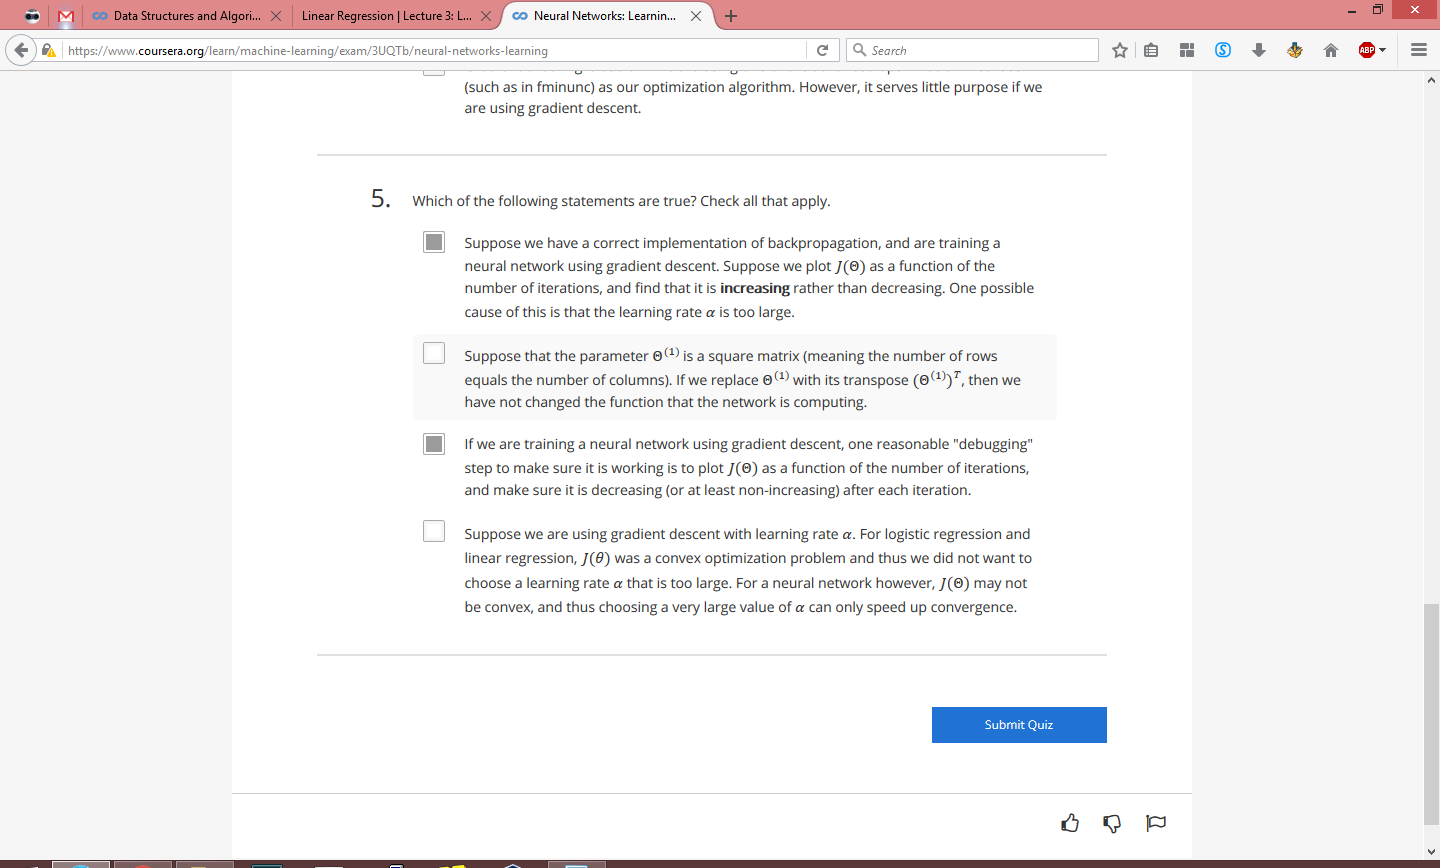 Data Structures and Algori...
Linear Regression | Lecture 3: L...
Neural Networks: Learnin...
https://www.coursera.org/learn/machine-learning/exam/3UQTb/neural-networks-learning
Search
ABP
(such as in fminunc) as our optimization algorithm. However, it serves little purpose if we
are using gradient descent.
5. Which of the following statements are true? Check all that apply.
Suppose we have a correct implementation of backpropagation, and are training a
neural network using gradient descent. Suppose we plot J(Θ) as a function of the
number of iterations, and find that it is increasing rather than decreasing. One possible
cause of this is that the learning rate α is too large.
Suppose that the parameter Θ⁽¹⁾ is a square matrix (meaning the number of rows
equals the number of columns). If we replace Θ⁽¹⁾ with its transpose (Θ⁽¹⁾)ᵀ, then we
have not changed the function that the network is computing.
If we are training a neural network using gradient descent, one reasonable "debugging"
step to make sure it is working is to plot J(Θ) as a function of the number of iterations,
and make sure it is decreasing (or at least non-increasing) after each iteration.
Suppose we are using gradient descent with learning rate α. For logistic regression and
linear regression, J(θ) was a convex optimization problem and thus we did not want to
choose a learning rate α that is too large. For a neural network however, J(Θ) may not
be convex, and thus choosing a very large value of α can only speed up convergence.
Submit Quiz